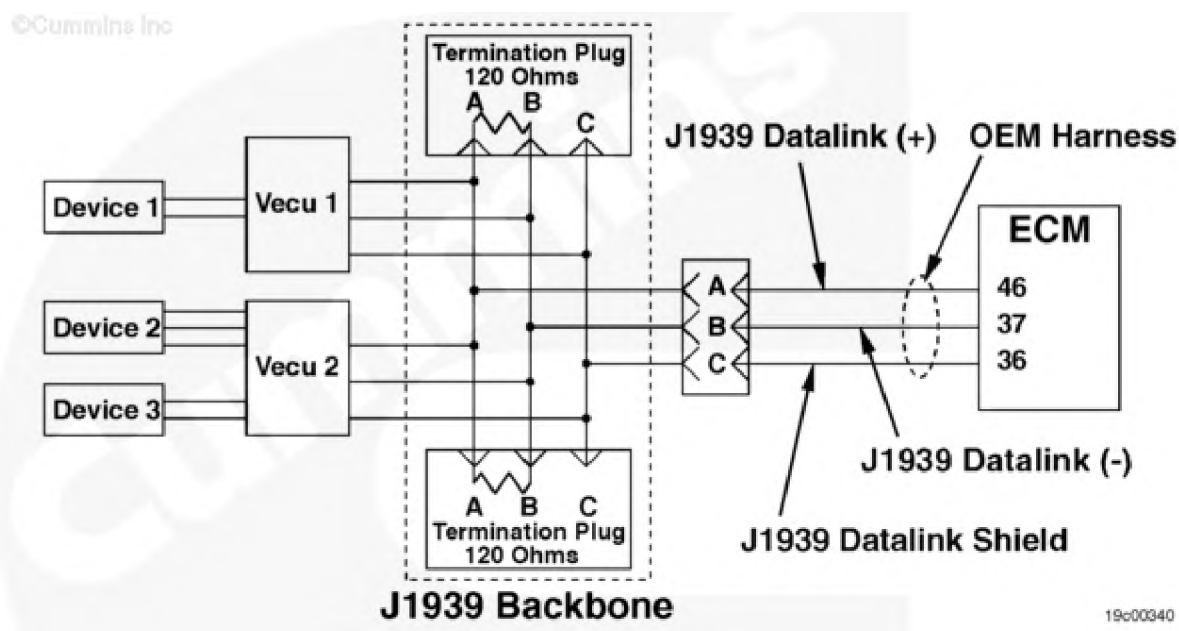 ©Cummins Inc
Termination Plug
120 Ohms
A B
C
J1939 Datalink (+)
OEM Harness
Device 1
Vecu 1
ECM
A
46
Device 2
B
37
Vecu 2
C
36
Device 3
J1939 Datalink (-)
A B C
Termination Plug
120 Ohms
J1939 Datalink Shield
J1939 Backbone
19c00340
Cummins